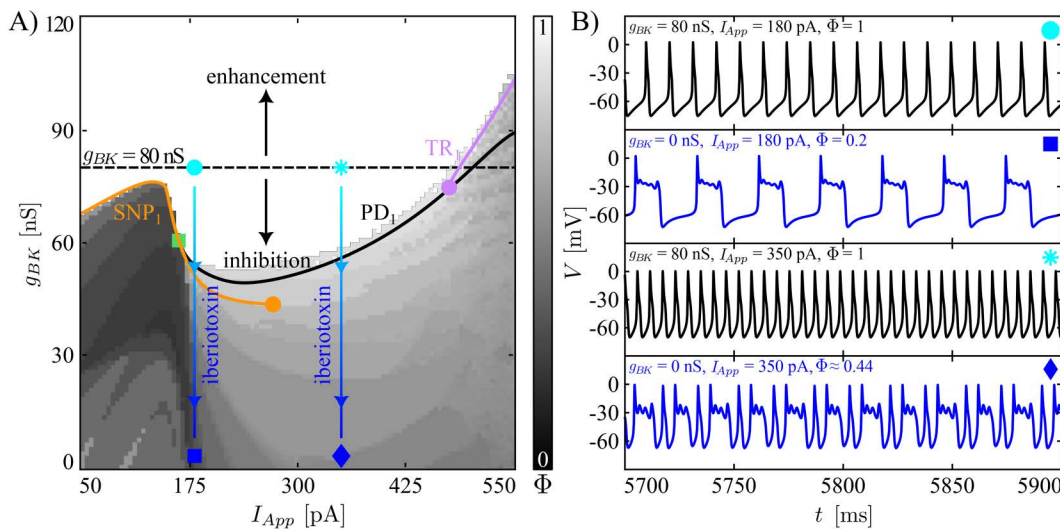 A)
120
90
60
30
0
g_BK [nS]
enhancement
g_BK = 80 nS
TR₁
SNP₁
PD₁
inhibition
iberiotoxin
iberiotoxin
50
175
300
425
550
I_App [pA]
1
0
Φ
B)
g_BK = 80 nS, I_App = 180 pA, Φ = 1
0
-30
-60
g_BK = 0 nS, I_App = 180 pA, Φ = 0.2
0
-30
-60
g_BK = 80 nS, I_App = 350 pA, Φ = 1
0
-30
-60
g_BK = 0 nS, I_App = 350 pA, Φ ≈ 0.44
0
-30
-60
V [mV]
5700
5750
5800
5850
5900
t [ms]